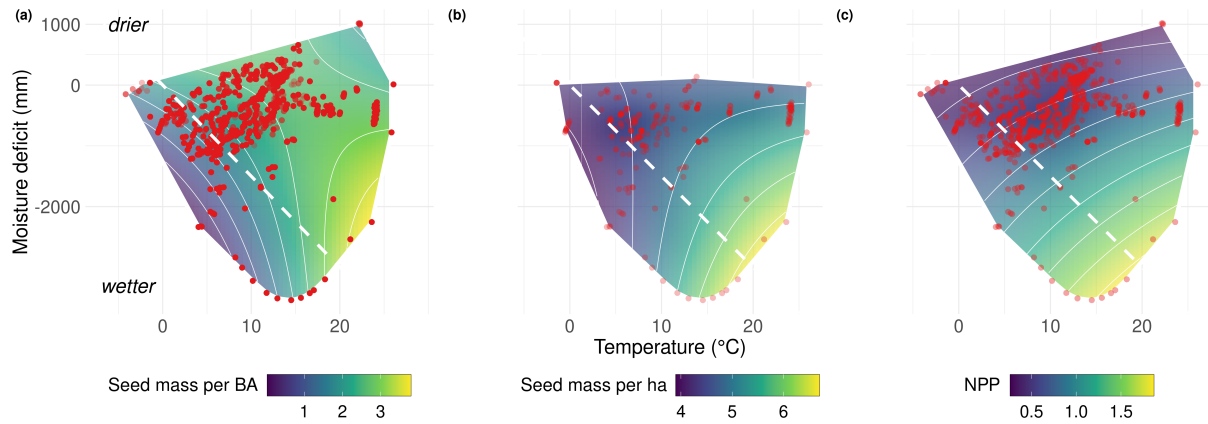 (a)
(b)
(c)
drier
wetter
Moisture deficit (mm)
1000
0
-2000
0
10
20
0
10
20
0
10
20
Temperature (°C)
Seed mass per BA
1
2
3
Seed mass per ha
4
5
6
NPP
0.5
1.0
1.5